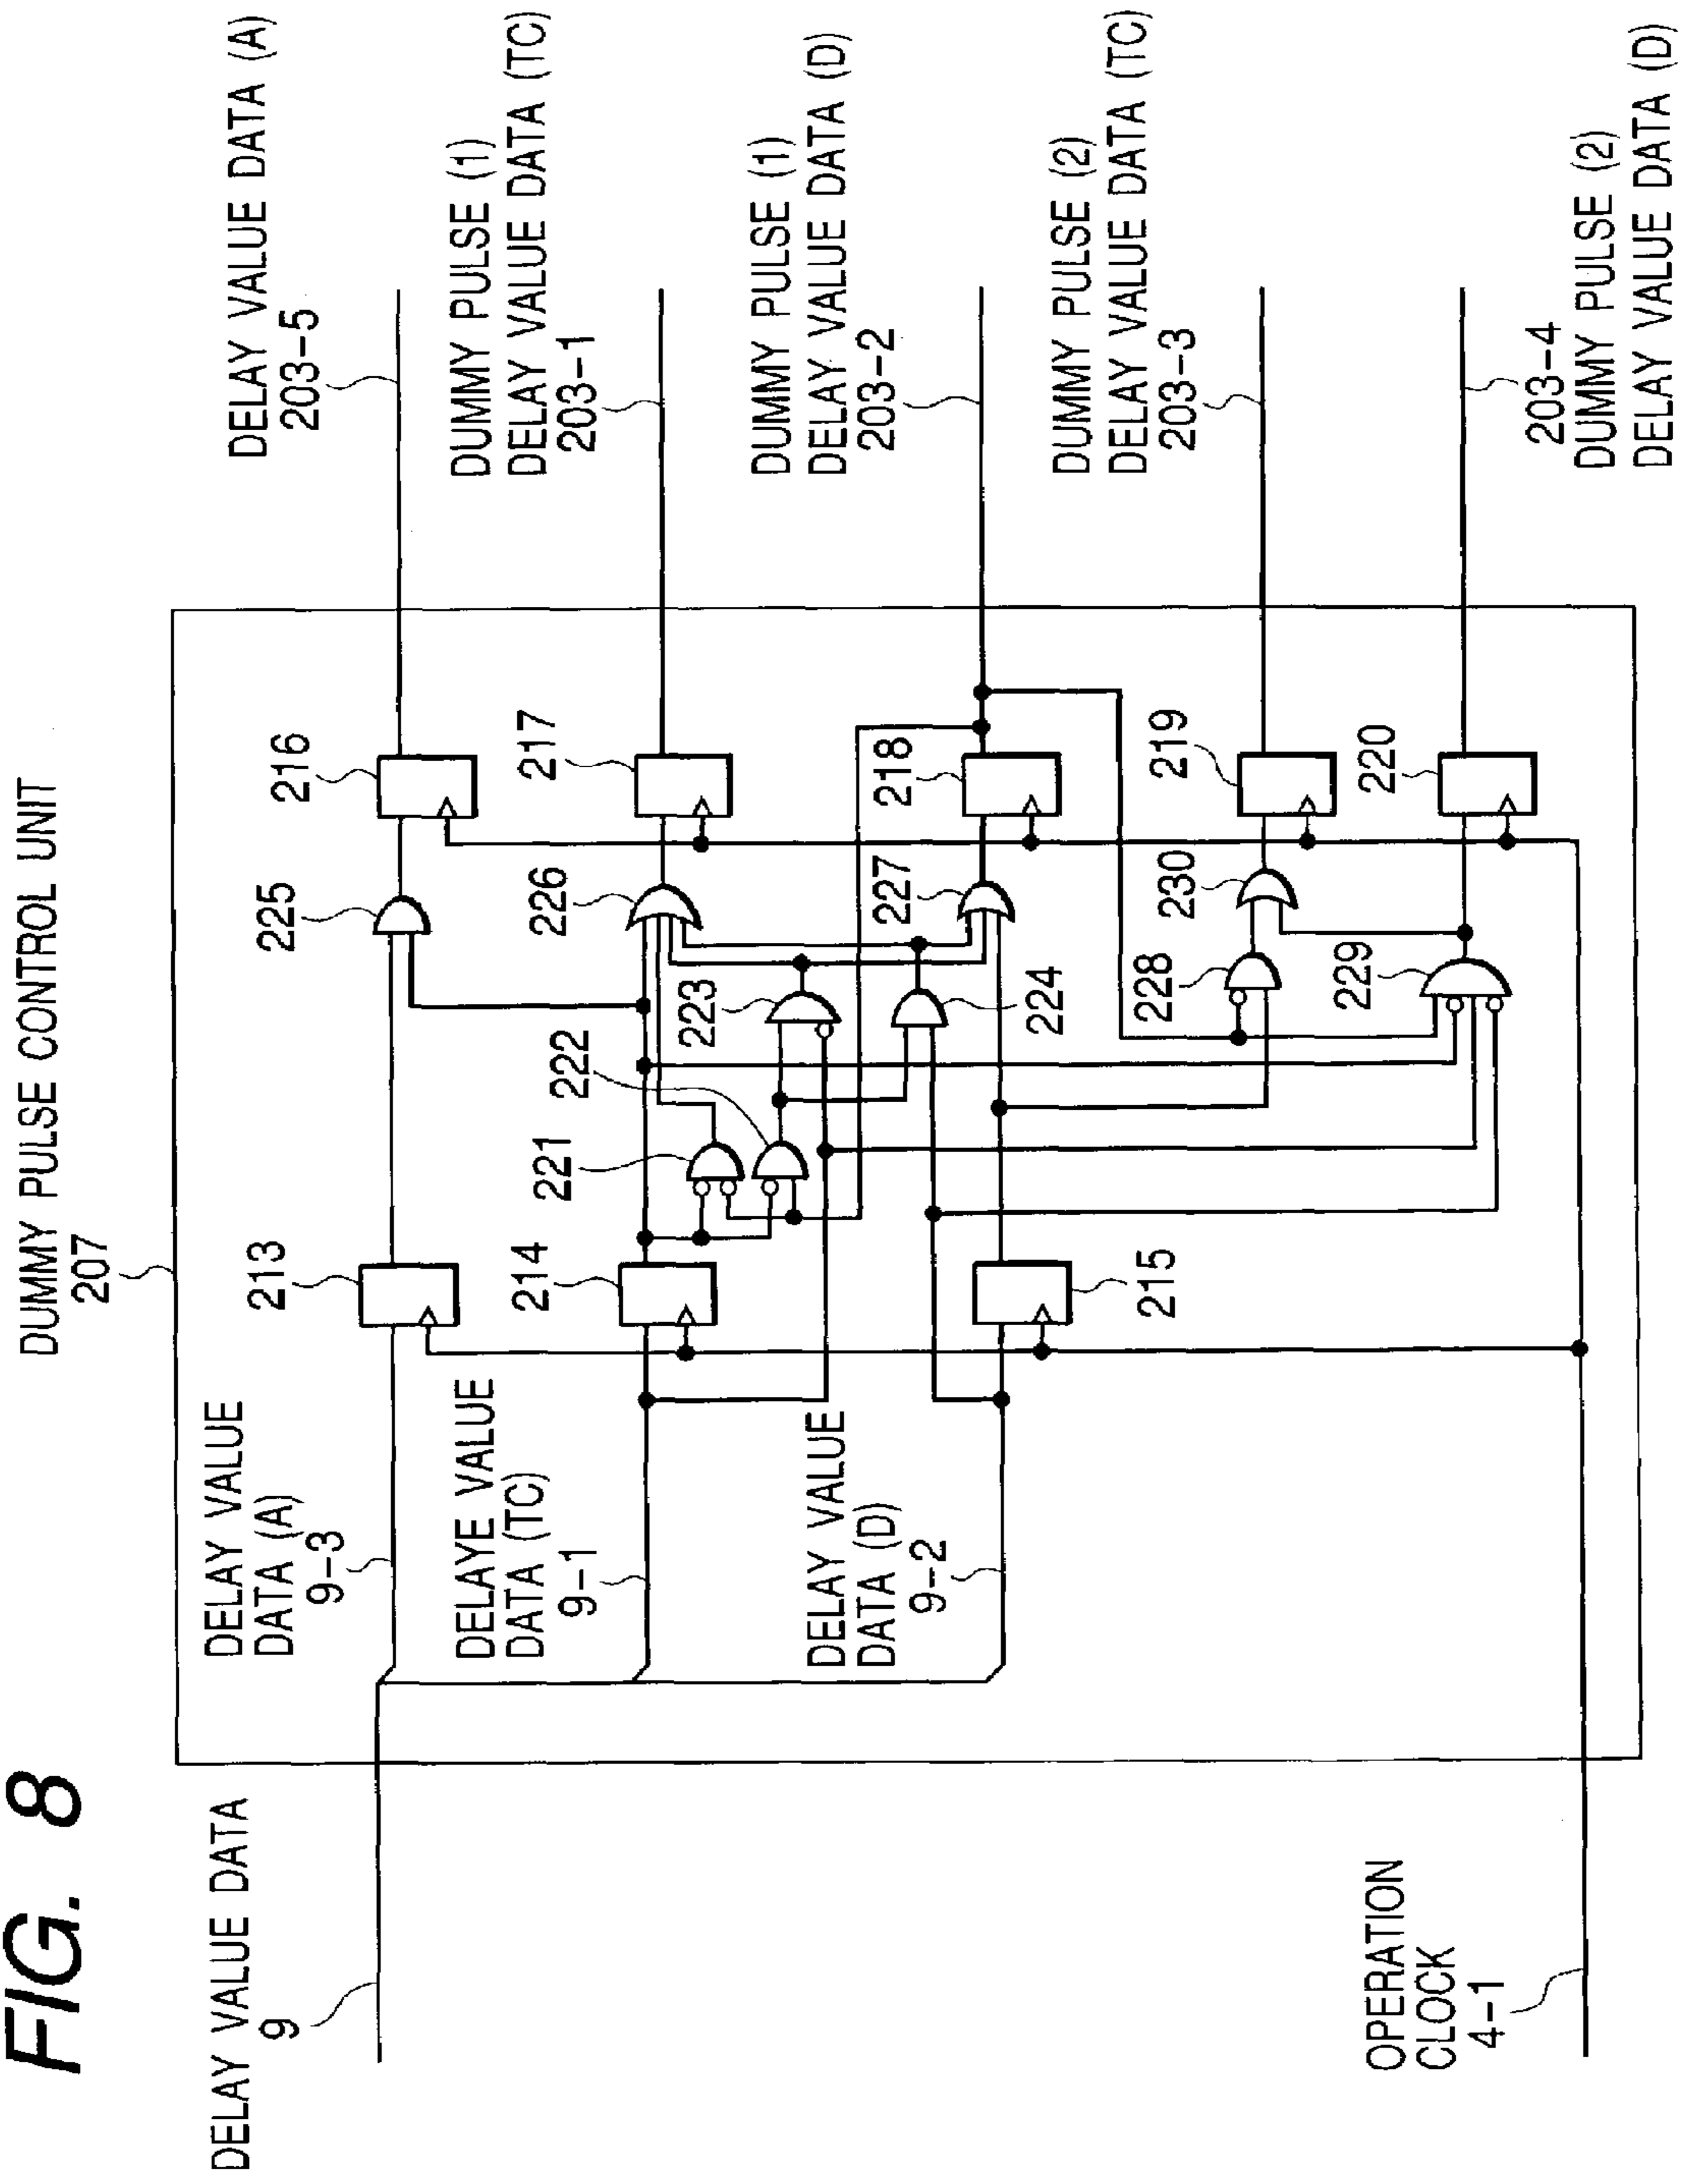 FIG. 8
DUMMY PULSE CONTROL UNIT
207
DELAY VALUE DATA
9
DELAY VALUE
DATA (A)
9-3
DELAYE VALUE
DATA (TC)
9-1
DELAY VALUE
DATA (D)
9-2
OPERATION
CLOCK
4-1
213
214
215
221
222
223
224
225
226
227
228
229
230
216
217
218
219
220
DELAY VALUE DATA (A)
203-5
DUMMY PULSE (1)
DELAY VALUE DATA (TC)
203-1
DUMMY PULSE (1)
DELAY VALUE DATA (D)
203-2
DUMMY PULSE (2)
DELAY VALUE DATA (TC)
203-3
203-4
DUMMY PULSE (2)
DELAY VALUE DATA (D)